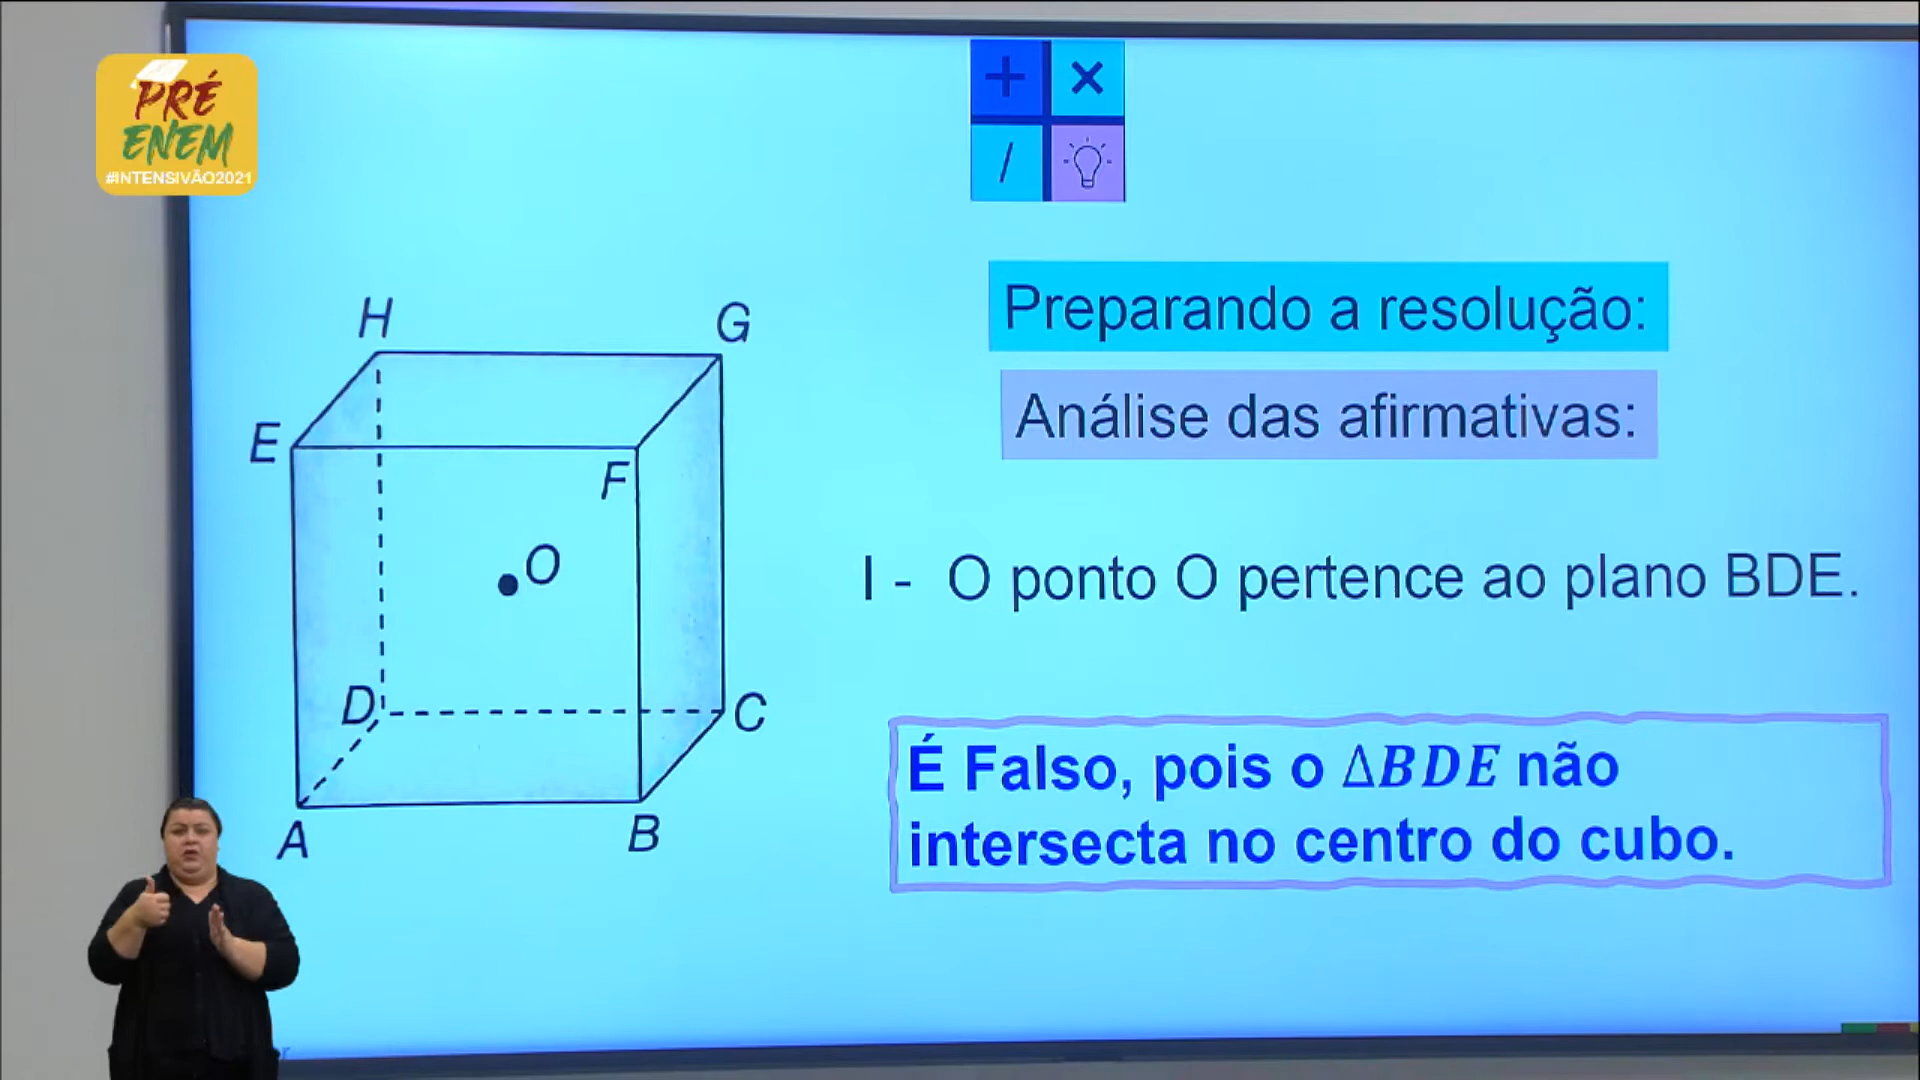 PRÉ
ENEM
#INTENSIVÃO2021
H
G
E
F
O
D
C
A
B
Preparando a resolução:
Análise das afirmativas:
I - O ponto O pertence ao plano BDE.
É Falso, pois o ΔBDE não
intersecta no centro do cubo.